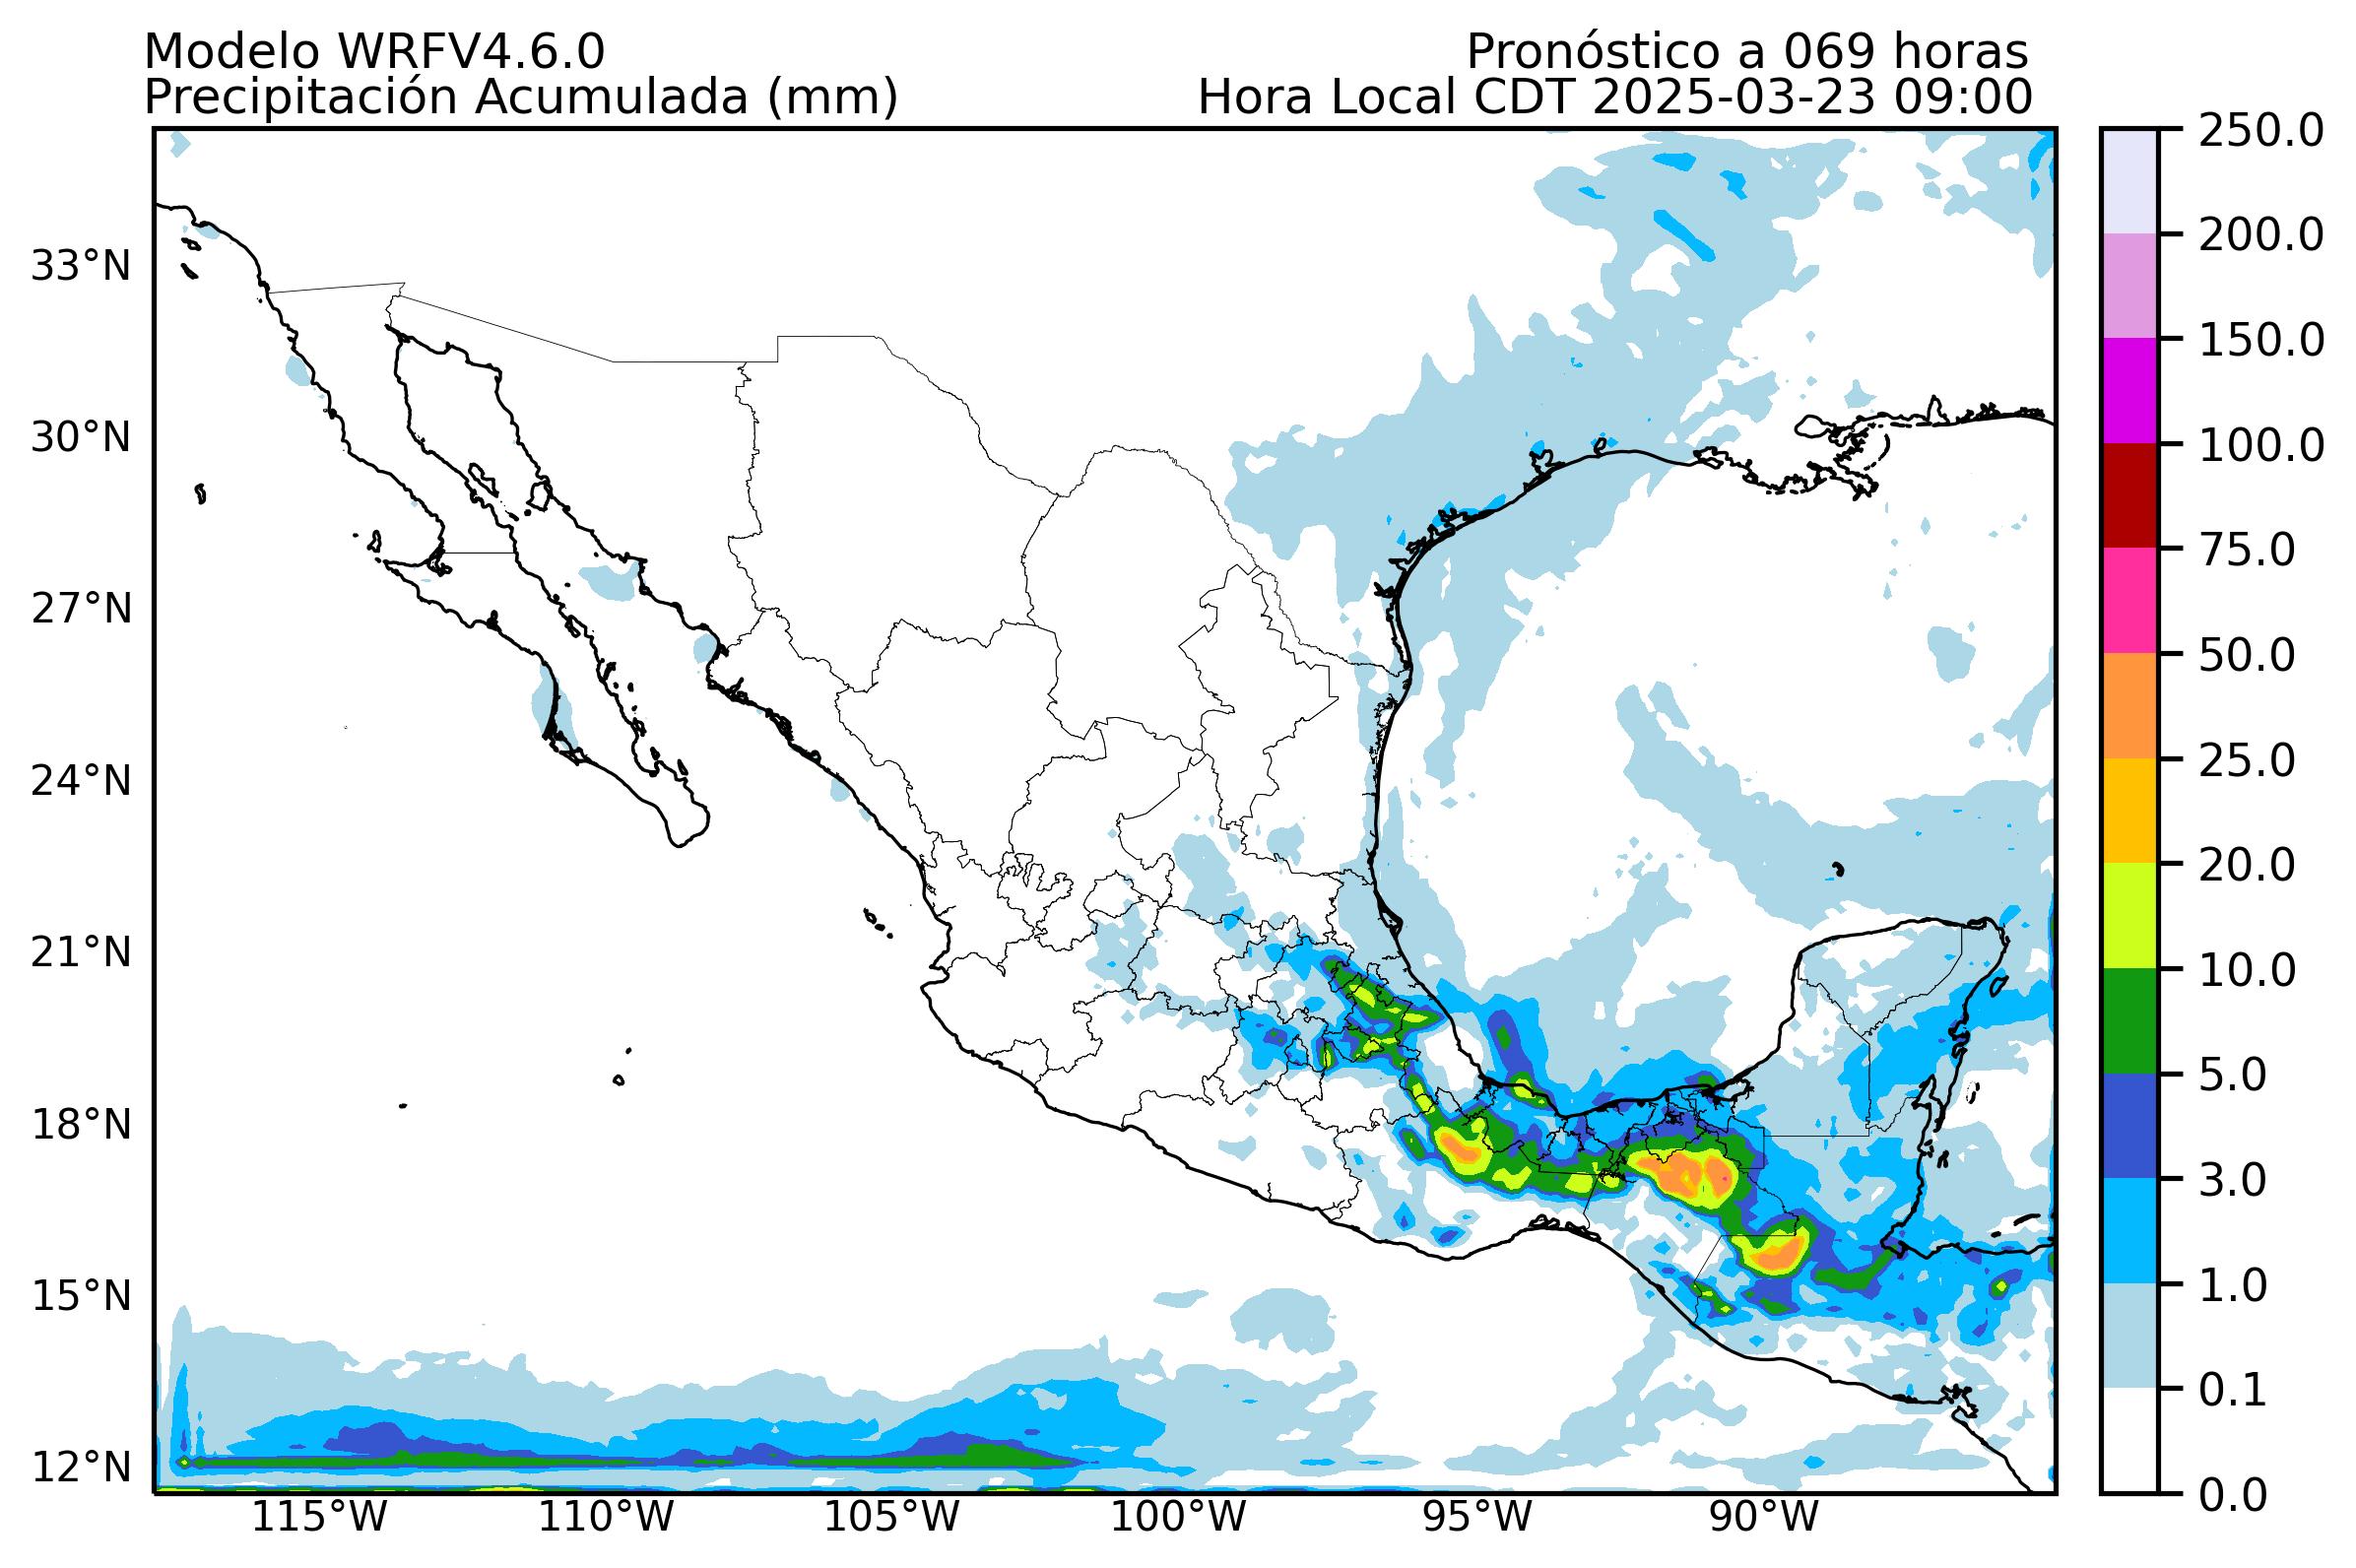 Modelo WRFV4.6.0
Pronóstico a 069 horas
Precipitación Acumulada (mm)
Hora Local CDT 2025-03-23 09:00
33°N
30°N
27°N
24°N
21°N
18°N
15°N
12°N
115°W
110°W
105°W
100°W
95°W
90°W
250.0
200.0
150.0
100.0
75.0
50.0
25.0
20.0
10.0
5.0
3.0
1.0
0.1
0.0